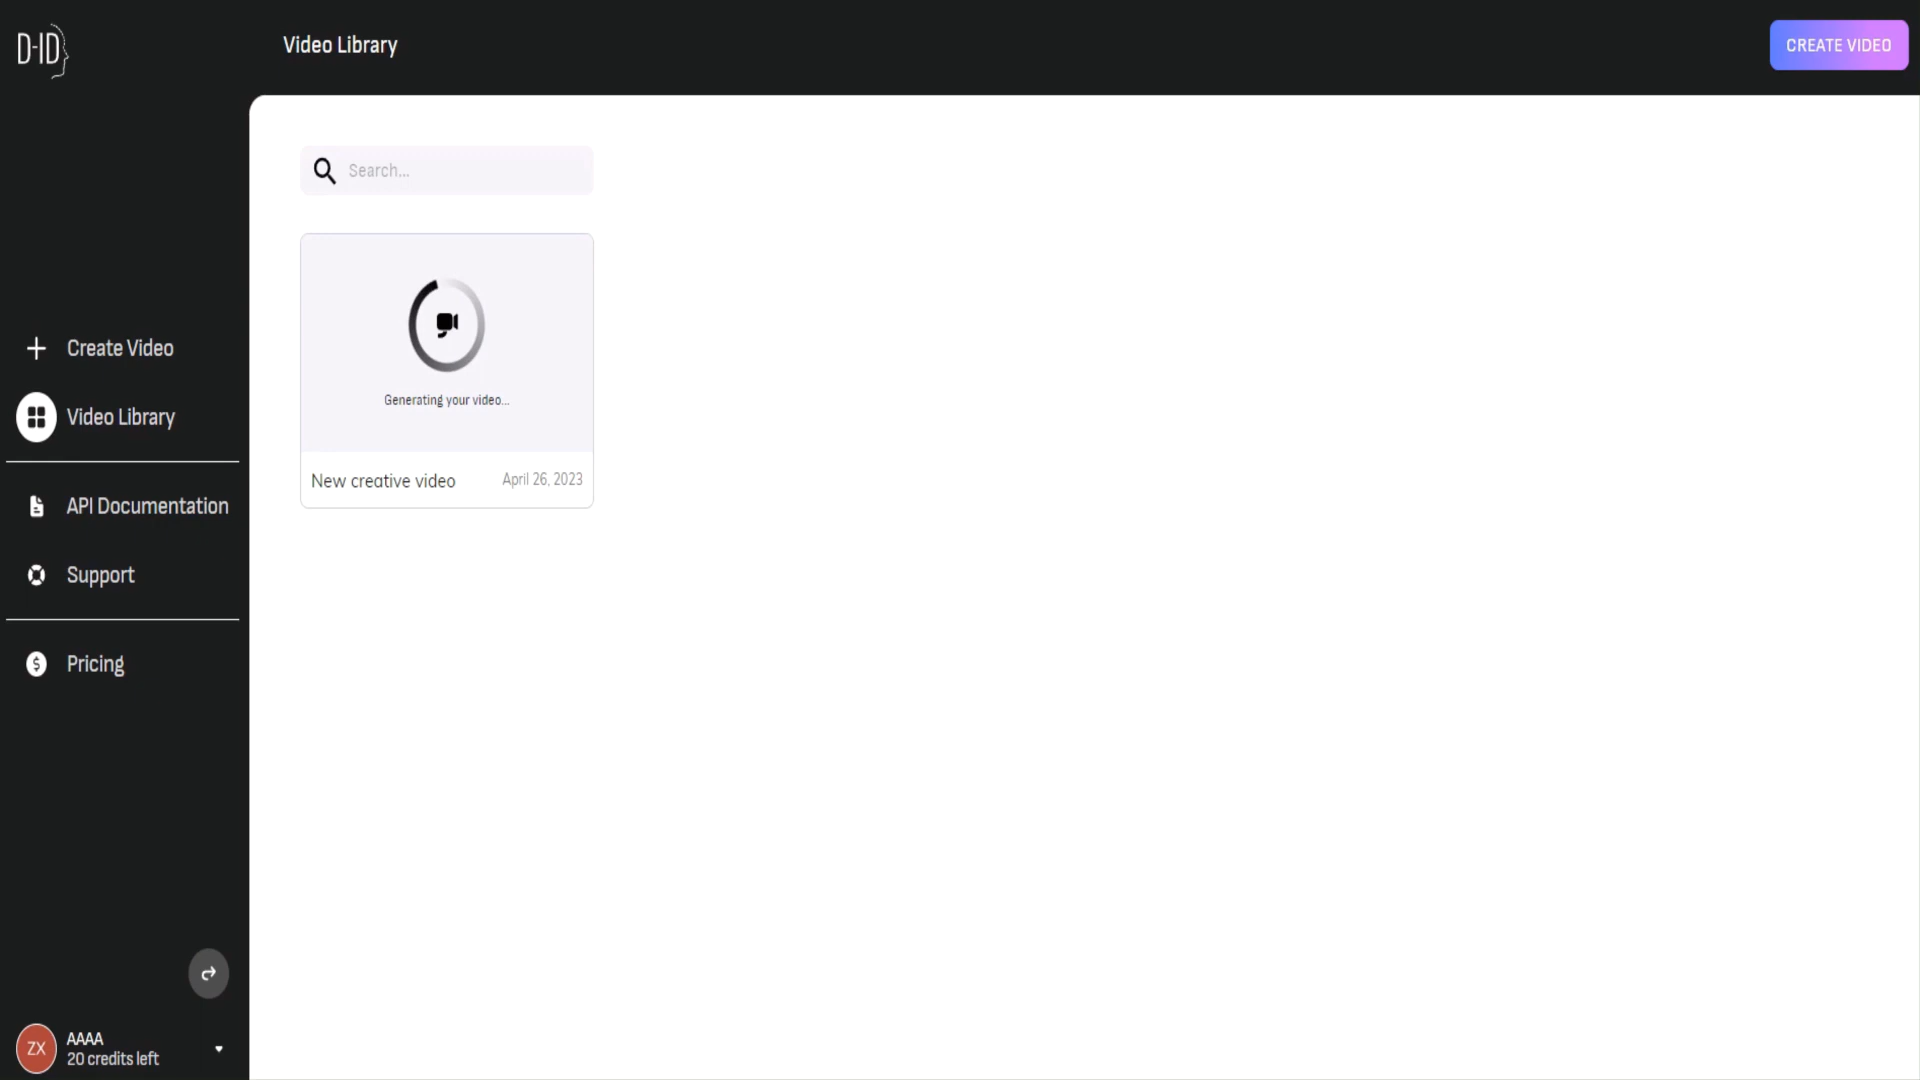 D-ID
Video Library
CREATE VIDEO
Search...
Generating your video...
New creative video
April 26, 2023
Create Video
Video Library
API Documentation
Support
$
Pricing
ZX
AAAA
20 credits left